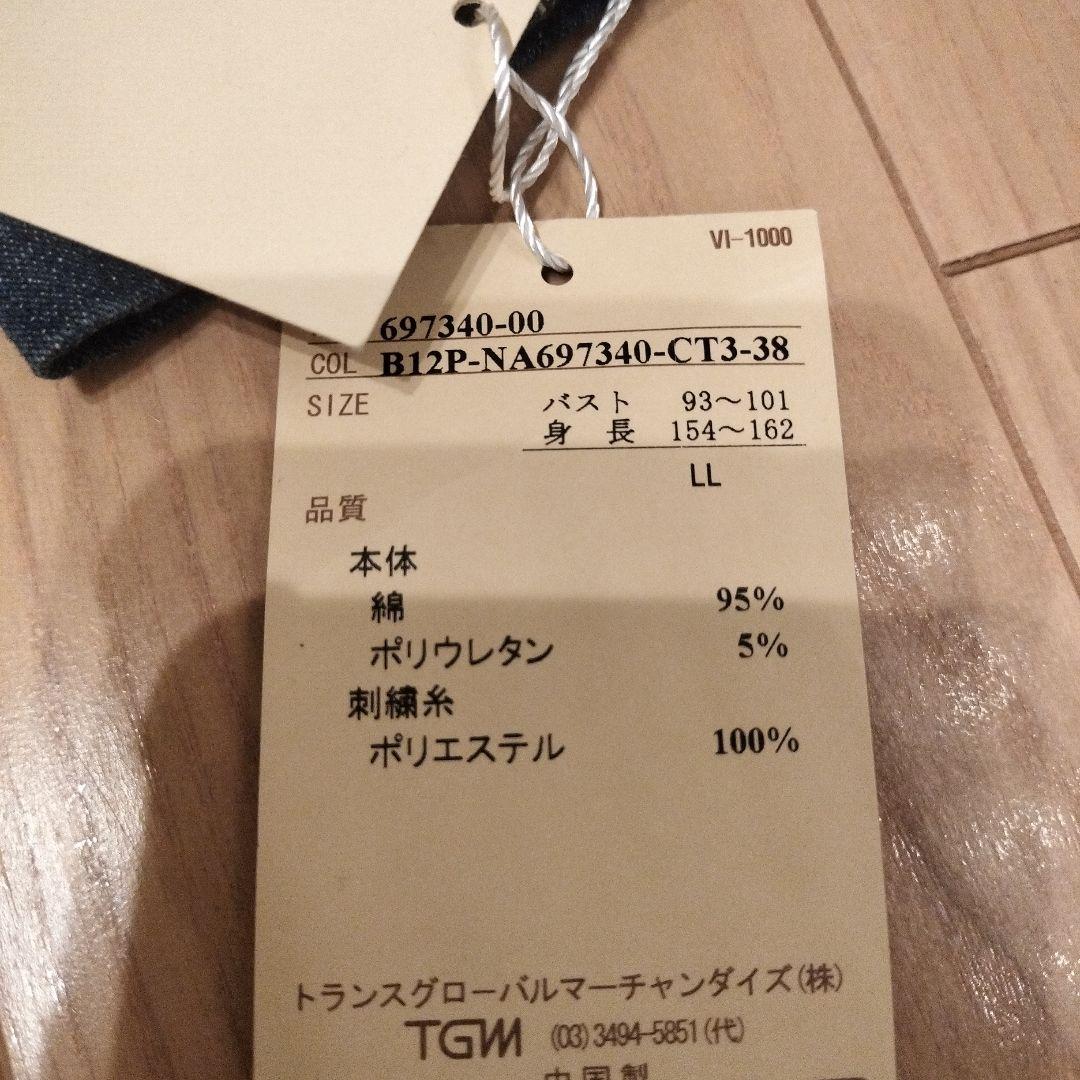 VI-1000
697340-00
COL B12P-NA697340-CT3-38
SIZE バスト 93～101
身 長 154～162
LL
品質
本体
綿 95%
ポリウレタン 5%
刺繍糸
ポリエステル 100%
トランスグローバルマーチャンダイズ(株)
TGM (03)3494-5851(代)
中国製